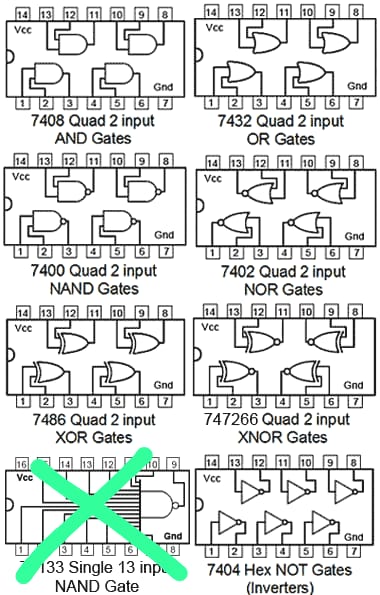 14 13 12 11 10 9 8
Vcc
Gnd
1 2 3 4 5 6 7
7408 Quad 2 input
AND Gates
14 13 12 11 10 9 8
Vcc
Gnd
1 2 3 4 5 6 7
7432 Quad 2 input
OR Gates
14 13 12 11 10 9 8
Vcc
Gnd
1 2 3 4 5 6 7
7400 Quad 2 input
NAND Gates
14 13 12 11 10 9 8
Vcc
Gnd
1 2 3 4 5 6 7
7402 Quad 2 input
NOR Gates
14 13 12 11 10 9 8
Vcc
Gnd
1 2 3 4 5 6 7
7486 Quad 2 input
XOR Gates
14 13 12 11 10 9 8
Vcc
Gnd
1 2 3 4 5 6 7
747266 Quad 2 input
XNOR Gates
16 14 13 12 10 9
Vcc
Gnd
1 3 4 5 6 8
Single 13
NAND Gate
14 13 12 11 10 9 8
Vcc
Gnd
1 2 3 4 5 6 7
7404 Hex NOT Gates
(Inverters)